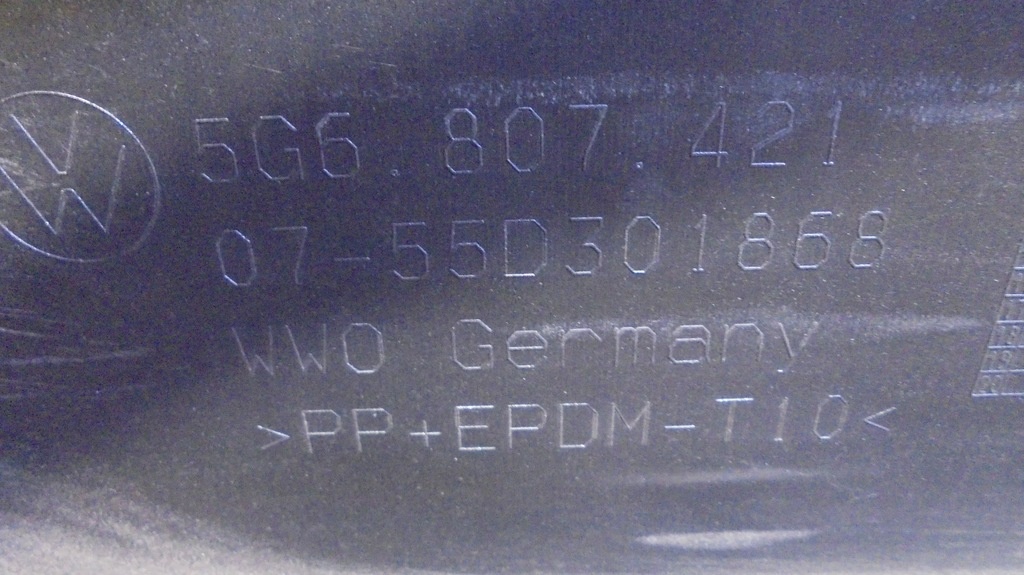 5G6.807.421
07-55D301868
WWO Germany
>PP+EPDM-T10<